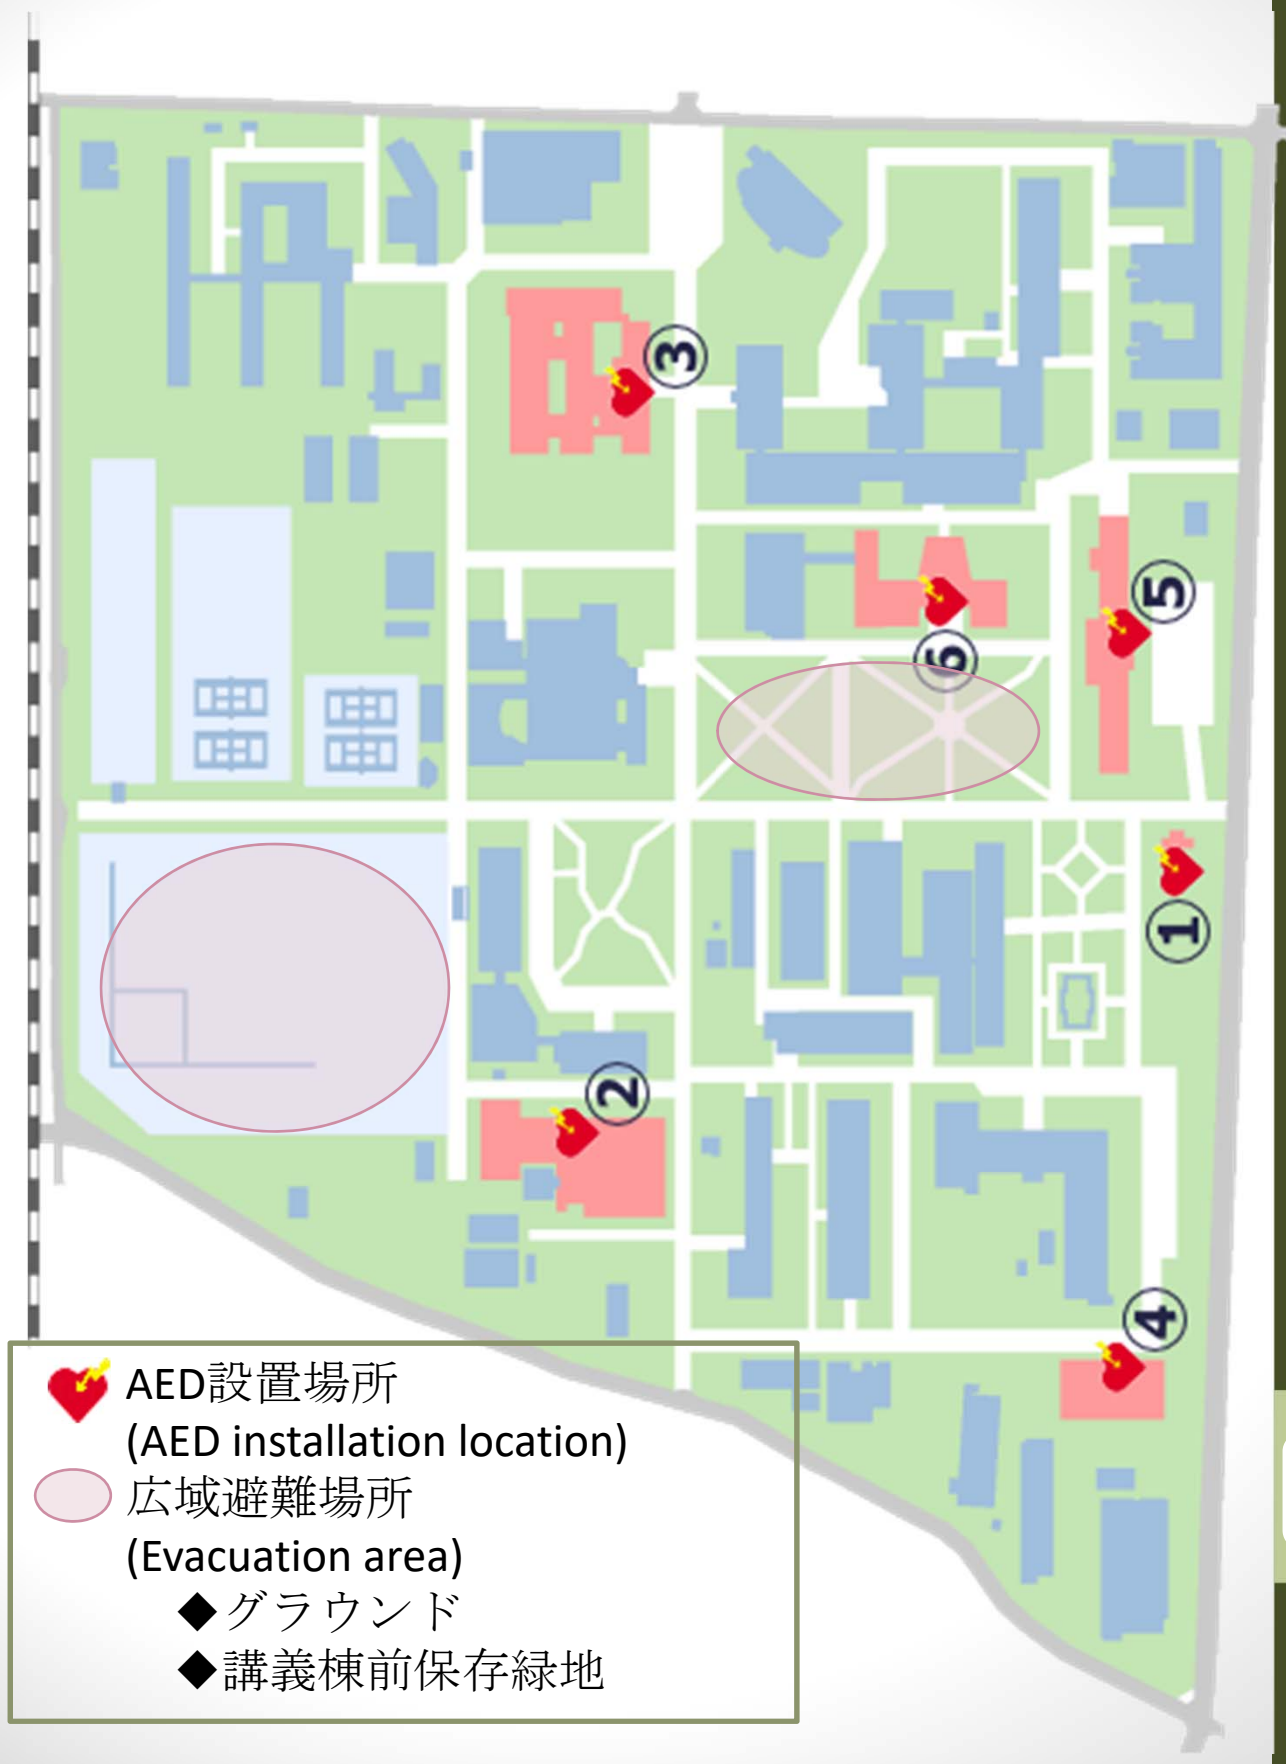 ③
⑤
⑥
①
②
④
AED設置場所
(AED installation location)
広域避難場所
(Evacuation area)
◆グラウンド
◆講義棟前保存緑地